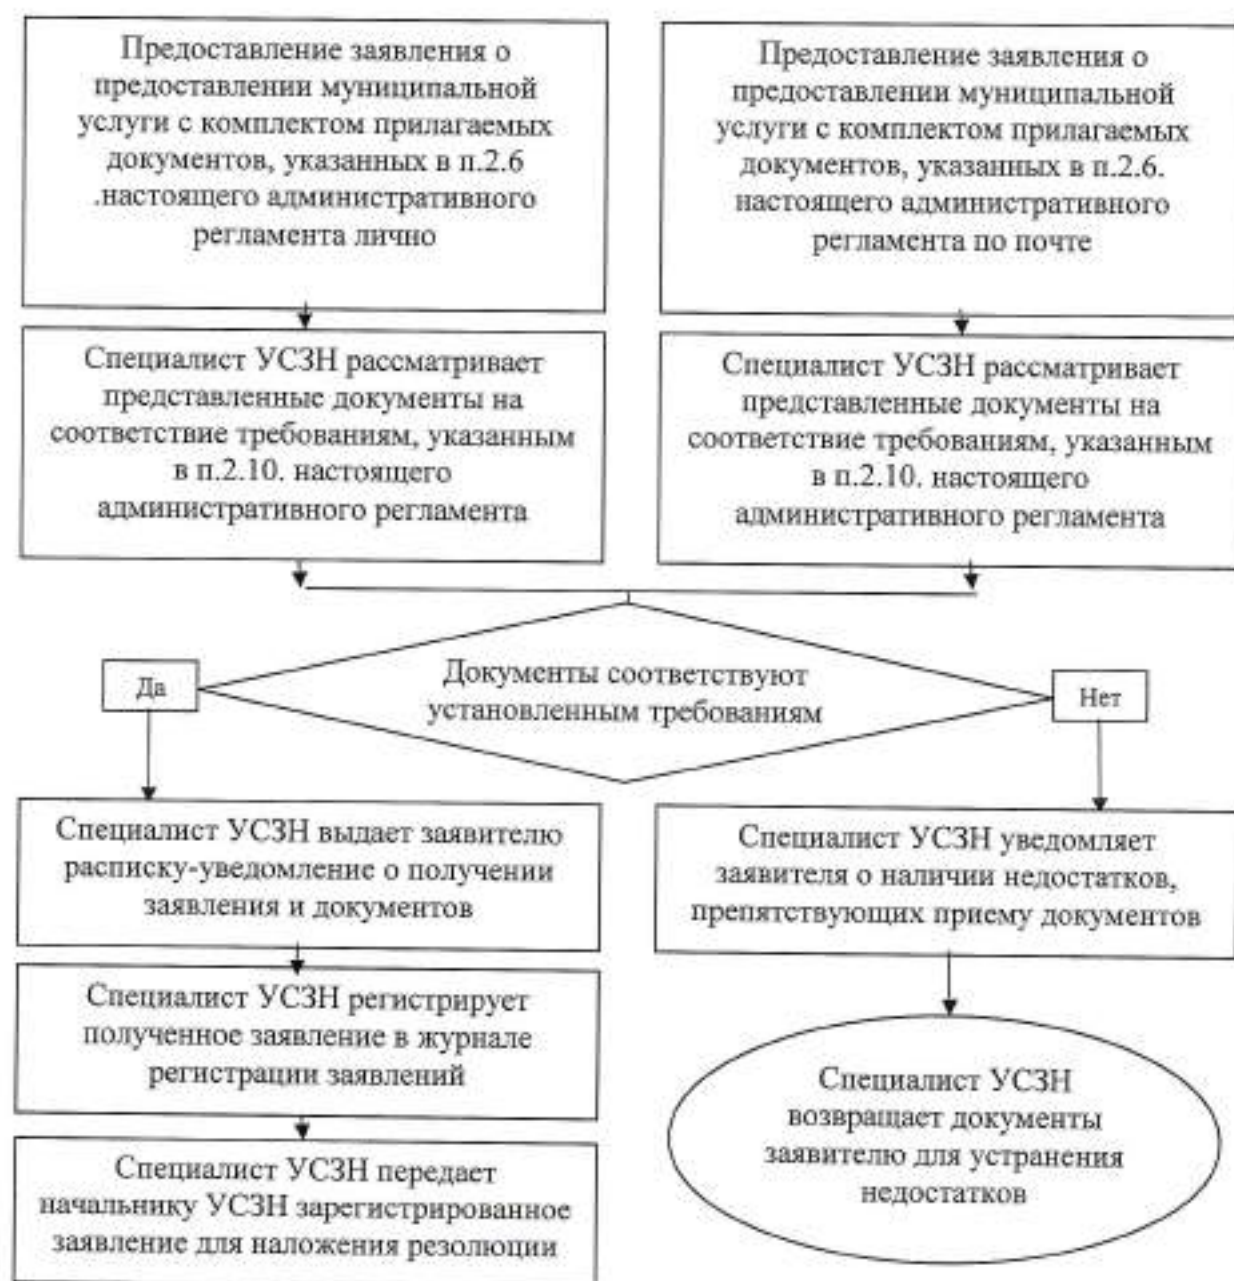 Предоставление заявления о
предоставлении муниципальной
услуги с комплектом прилагаемых
документов, указанных в п.2.6
.настоящего административного
регламента лично
Предоставление заявления о
предоставлении муниципальной
услуги с комплектом прилагаемых
документов, указанных в п.2.6.
настоящего административного
регламента по почте
Специалист УСЗН рассматривает
представленные документы на
соответствие требованиям, указанным
в п.2.10. настоящего
административного регламента
Специалист УСЗН рассматривает
представленные документы на
соответствие требованиям, указанным
в п.2.10. настоящего
административного регламента
Документы соответствуют
установленным требованиям
Да
Нет
Специалист УСЗН выдает заявителю
расписку-уведомление о получении
заявления и документов
Специалист УСЗН уведомляет
заявителя о наличии недостатков,
препятствующих приему документов
Специалист УСЗН регистрирует
полученное заявление в журнале
регистрации заявлений
Специалист УСЗН
возвращает документы
заявителю для устранения
недостатков
Специалист УСЗН передает
начальнику УСЗН зарегистрированное
заявление для наложения резолюции